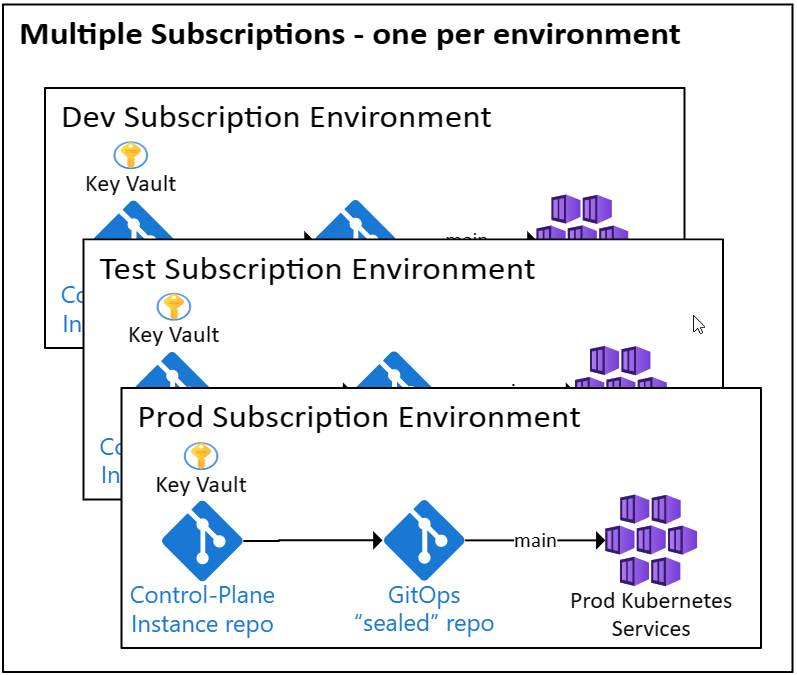 Multiple Subscriptions - one per environment
Dev Subscription Environment
Key Vault
main
Co
In
Test Subscription Environment
Key Vault
Co
In
Prod Subscription Environment
Key Vault
main
Control-Plane
Instance repo
GitOps
“sealed” repo
Prod Kubernetes
Services